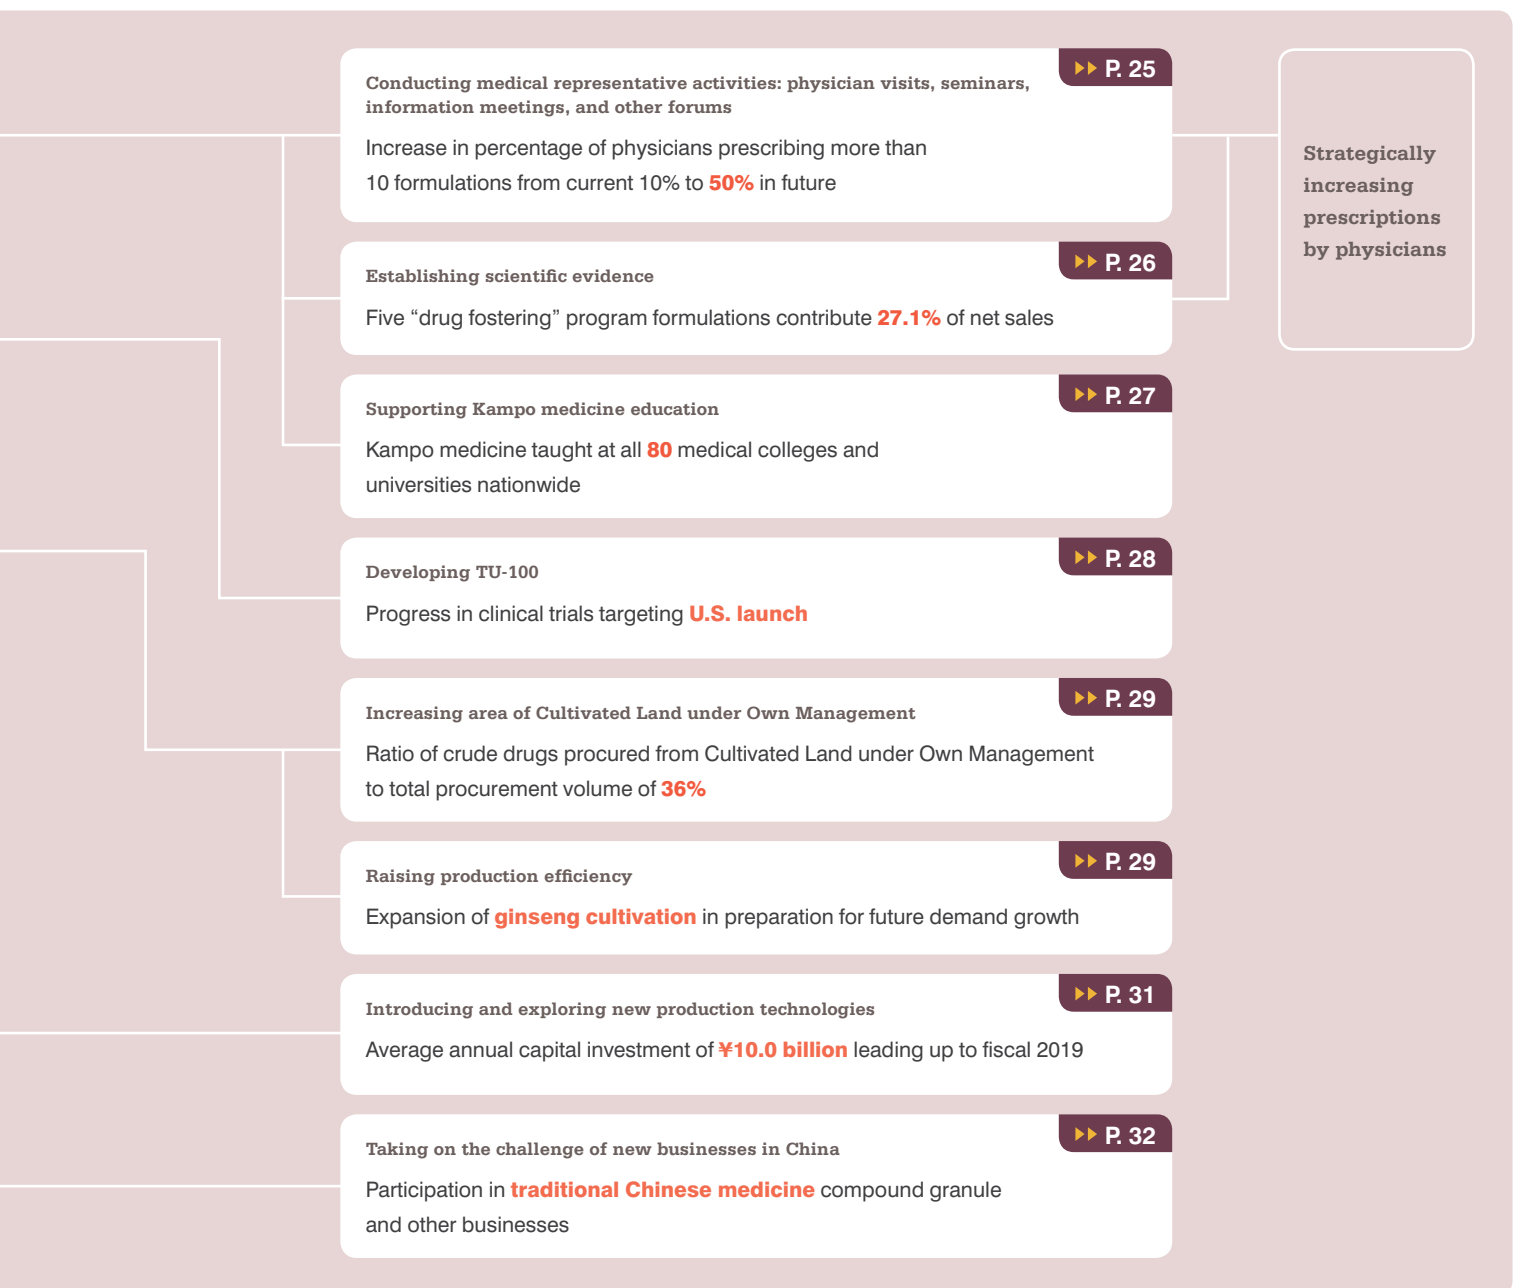 P. 25
Conducting medical representative activities: physician visits, seminars,
information meetings, and other forums
Increase in percentage of physicians prescribing more than
10 formulations from current 10% to 50% in future
P. 26
Establishing scientific evidence
Five “drug fostering” program formulations contribute 27.1% of net sales
P. 27
Supporting Kampo medicine education
Kampo medicine taught at all 80 medical colleges and
universities nationwide
P. 28
Developing TU-100
Progress in clinical trials targeting U.S. launch
P. 29
Increasing area of Cultivated Land under Own Management
Ratio of crude drugs procured from Cultivated Land under Own Management
to total procurement volume of 36%
P. 29
Raising production efficiency
Expansion of ginseng cultivation in preparation for future demand growth
P. 31
Introducing and exploring new production technologies
Average annual capital investment of ¥10.0 billion leading up to fiscal 2019
P. 32
Taking on the challenge of new businesses in China
Participation in traditional Chinese medicine compound granule
and other businesses
Strategically
increasing
prescriptions
by physicians